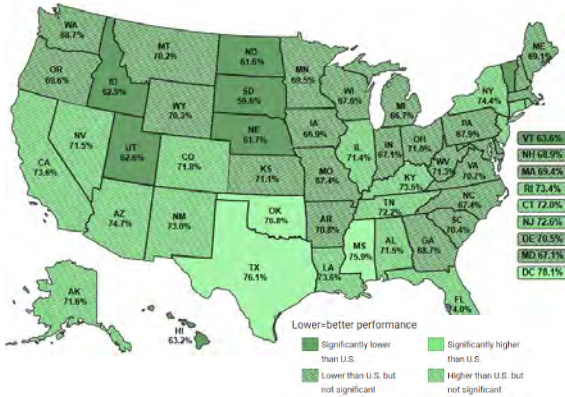 WA
68.7%
OR
69.6%
CA
73.6%
NV
71.5%
ID
62.9%
MT
70.2%
WY
70.3%
UT
62.6%
CO
71.8%
AZ
74.7%
NM
73.0%
ND
61.6%
SD
59.6%
NE
61.7%
KS
71.1%
OK
76.8%
TX
76.1%
MN
69.5%
IA
66.9%
MO
67.4%
AR
70.8%
LA
73.6%
WI
67.6%
IL
71.4%
MI
66.7%
IN
67.1%
OH
71.0%
KY
73.5%
TN
72.2%
MS
75.9%
AL
71.5%
GA
68.7%
FL
74.0%
SC
70.4%
NC
67.4%
VA
70.7%
WV
71.3%
PA
67.9%
NY
74.4%
ME
69.1%
VT 63.6%
NH 68.9%
MA 69.4%
RI 73.4%
CT 72.0%
NJ 72.6%
DE 70.5%
MD 67.1%
DC 78.1%
AK
71.6%
HI
63.2%
Lower=better performance
Significantly lower
than U.S.
Significantly higher
than U.S.
Lower than U.S. but
not significant
Higher than U.S. but
not significant